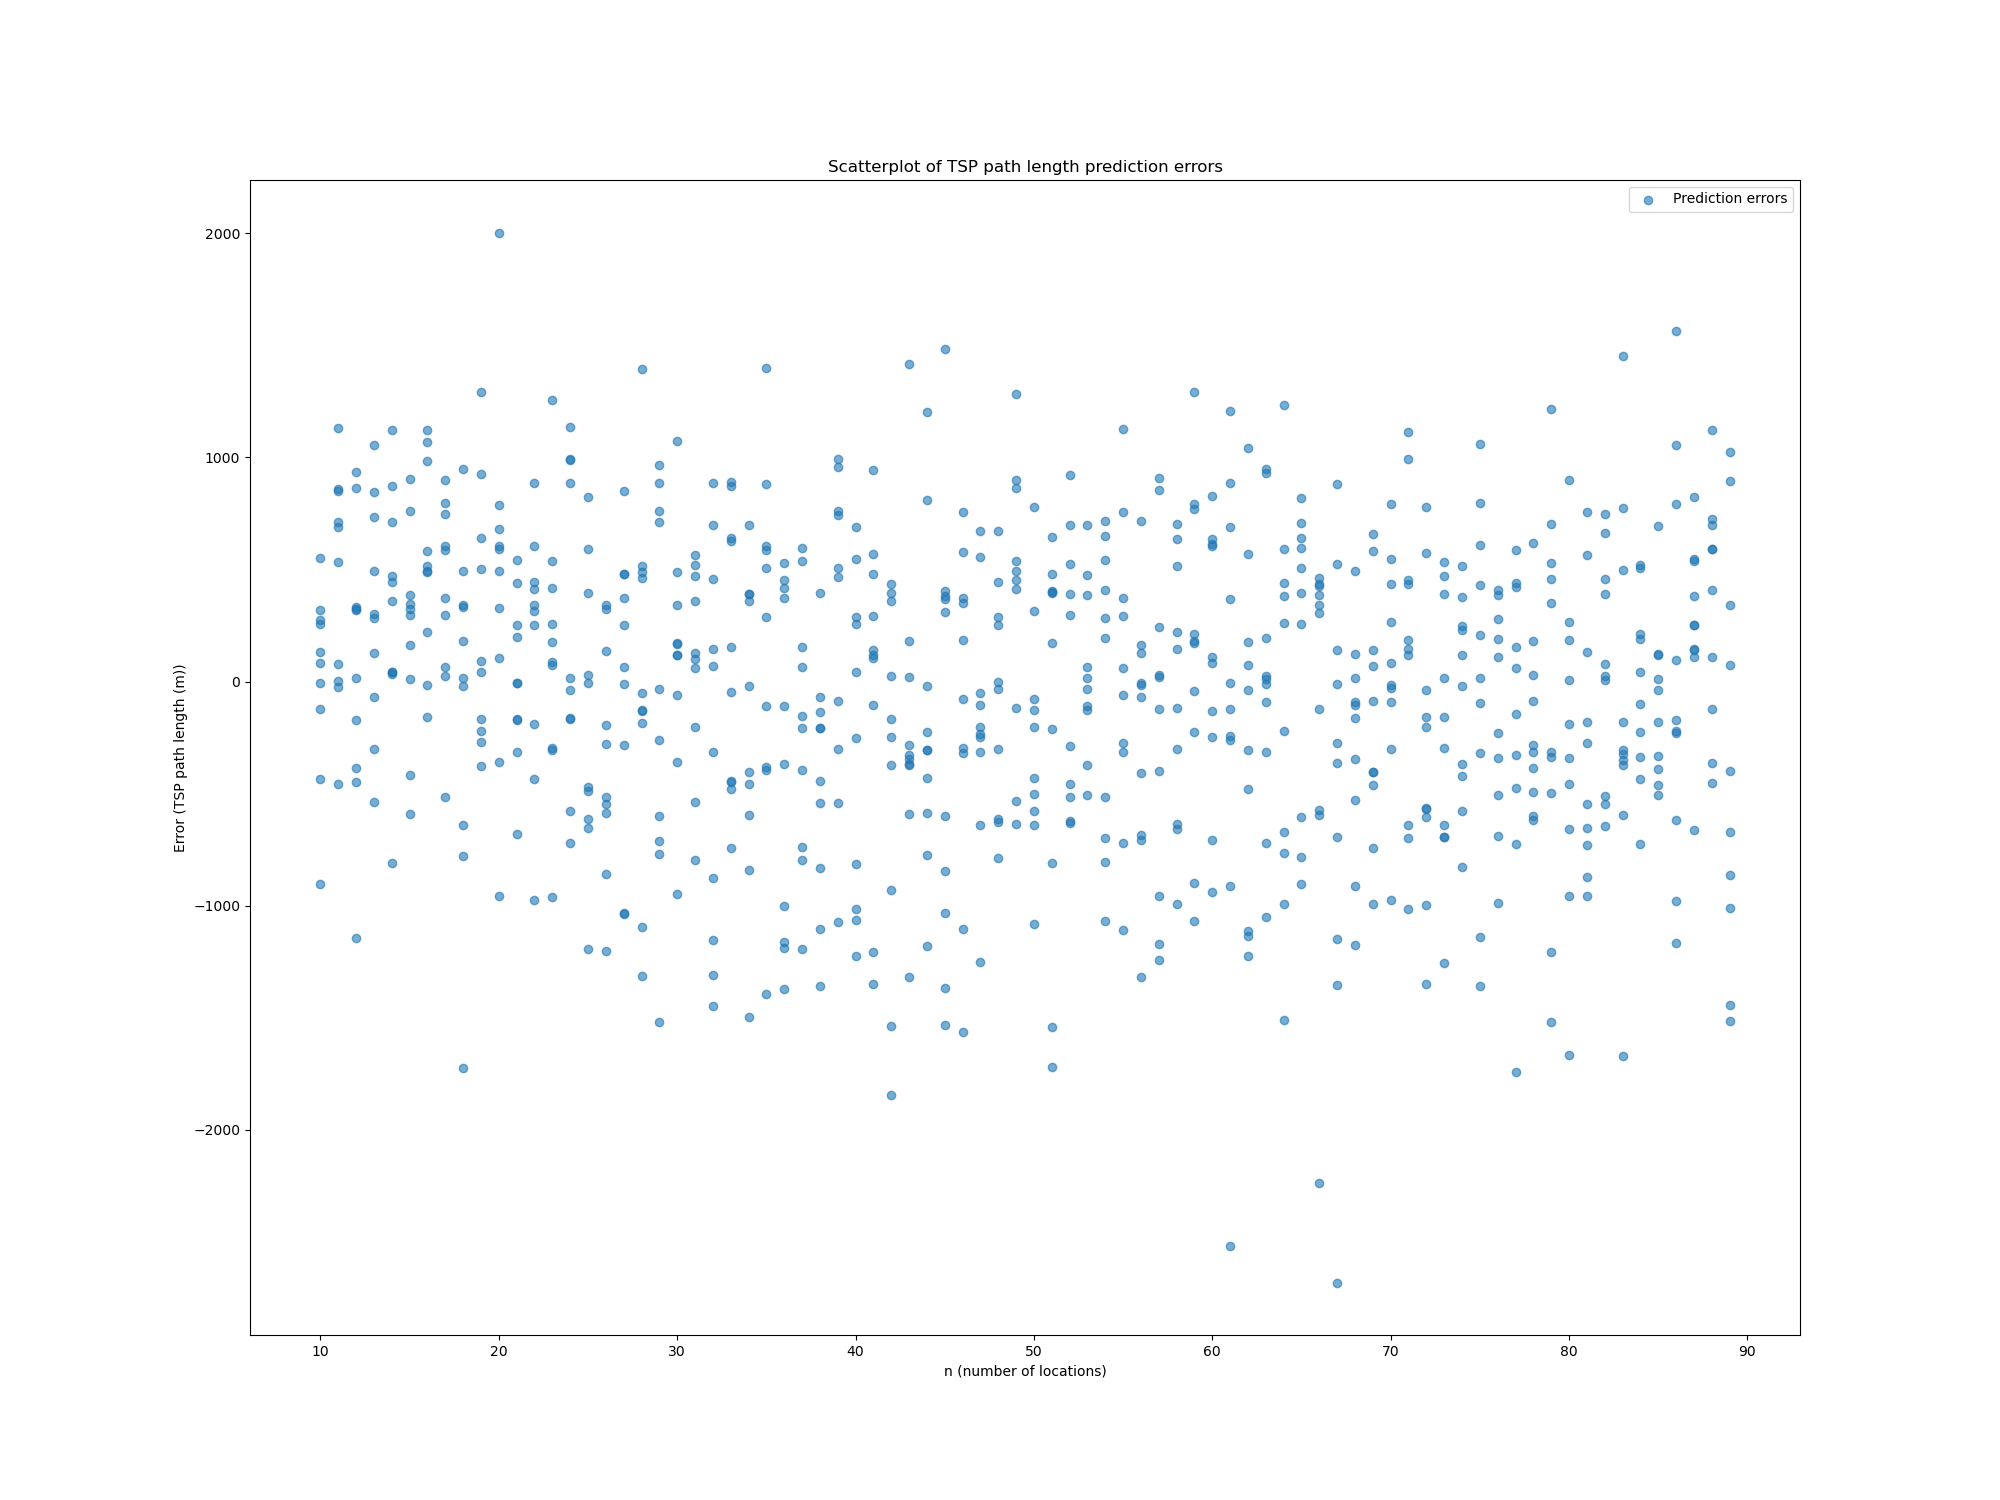 Scatterplot of TSP path length prediction errors
Prediction errors
2000
1000
0
−1000
−2000
Error (TSP path length (m))
10 20 30 40 50 60 70 80 90
n (number of locations)